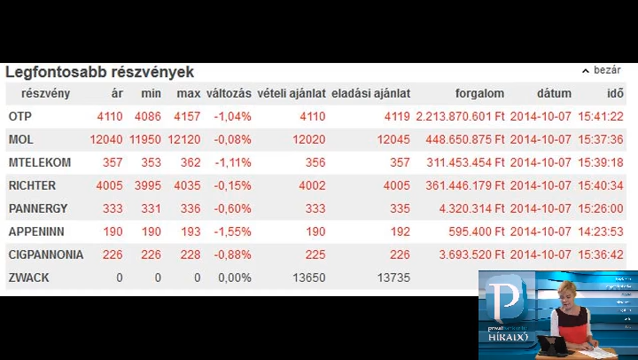 Legfontosabb részvények
bezár
részvény ár min max változás vételi ajánlat eladási ajánlat forgalom dátum idő
OTP 4110 4086 4157 -1,04% 4110 4119 2.213.870.601 Ft 2014-10-07 15:41:22
MOL 12040 11950 12120 -0,08% 12020 12045 448.650.875 Ft 2014-10-07 15:37:36
MTELEKOM 357 353 362 -1,11% 356 357 311.453.454 Ft 2014-10-07 15:39:18
RICHTER 4005 3995 4035 -0,15% 4002 4005 361.446.179 Ft 2014-10-07 15:40:34
PANNERGY 333 331 336 -0,60% 333 335 4.320.314 Ft 2014-10-07 15:26:00
APPENINN 190 190 193 -1,55% 190 192 595.400 Ft 2014-10-07 14:23:53
CIGPANNONIA 226 226 228 -0,88% 225 226 3.693.520 Ft 2014-10-07 15:36:42
ZWACK 0 0 0 0,00% 13650 13735
P
HÍRADÓ